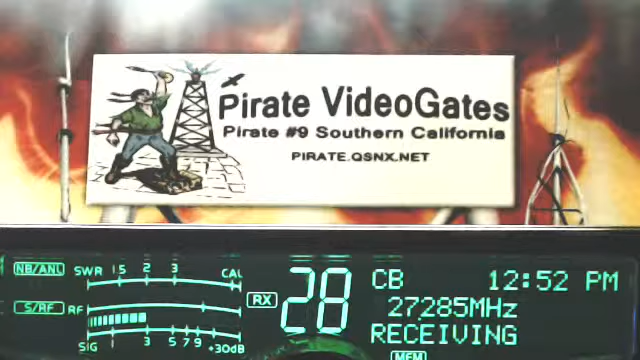 Pirate VideoGates
Pirate #9 Southern California
PIRATE.QSNX.NET
NB/ANL SWR 1.5 2 3 CAL
CB 12:52 PM
S/RF RF
RX 28
27285MHz
SIG 1 3 5 7 9 +30dB
RECEIVING
MEM